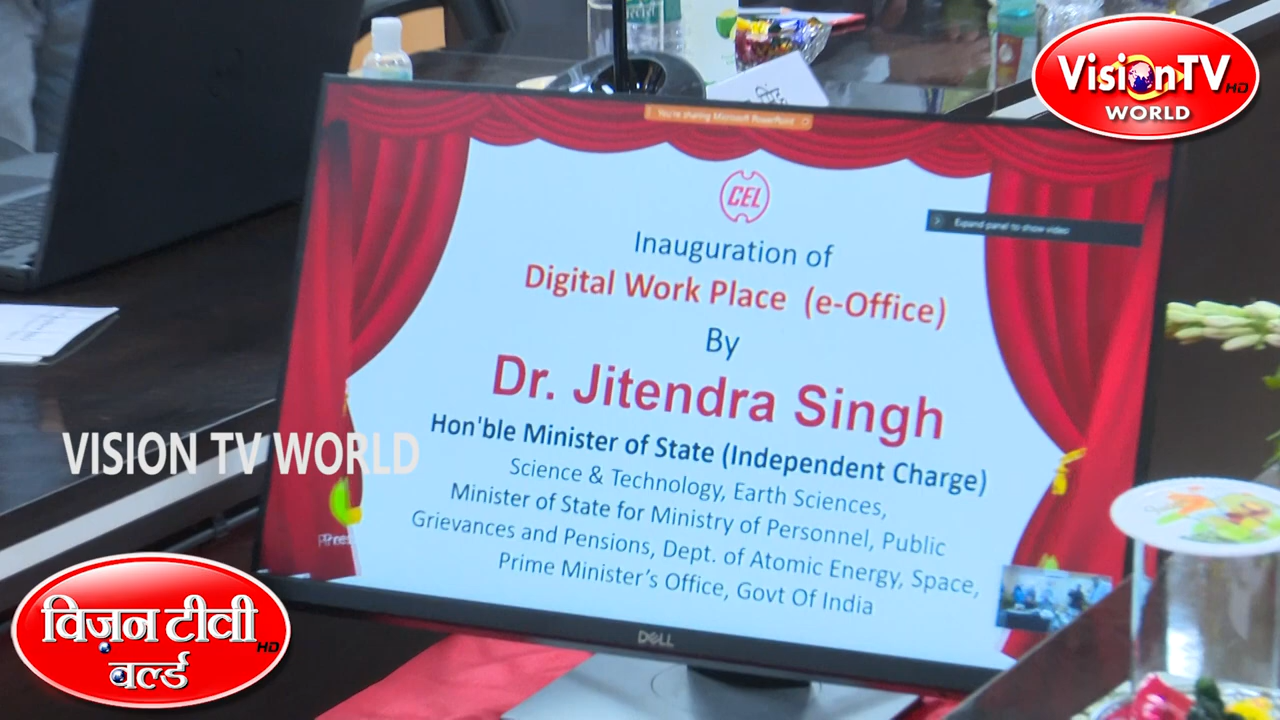 VisionTV HD
WORLD
You're sharing Microsoft PowerPoint
CEL
Expand panel to show video
Inauguration of
Digital Work Place (e-Office)
By
Dr. Jitendra Singh
Hon'ble Minister of State (Independent Charge)
Science & Technology, Earth Sciences,
Minister of State for Ministry of Personnel, Public
Grievances and Pensions, Dept. of Atomic Energy, Space,
Prime Minister's Office, Govt Of India
VISION TV WORLD
DELL
विज़न टीवी HD
वर्ल्ड